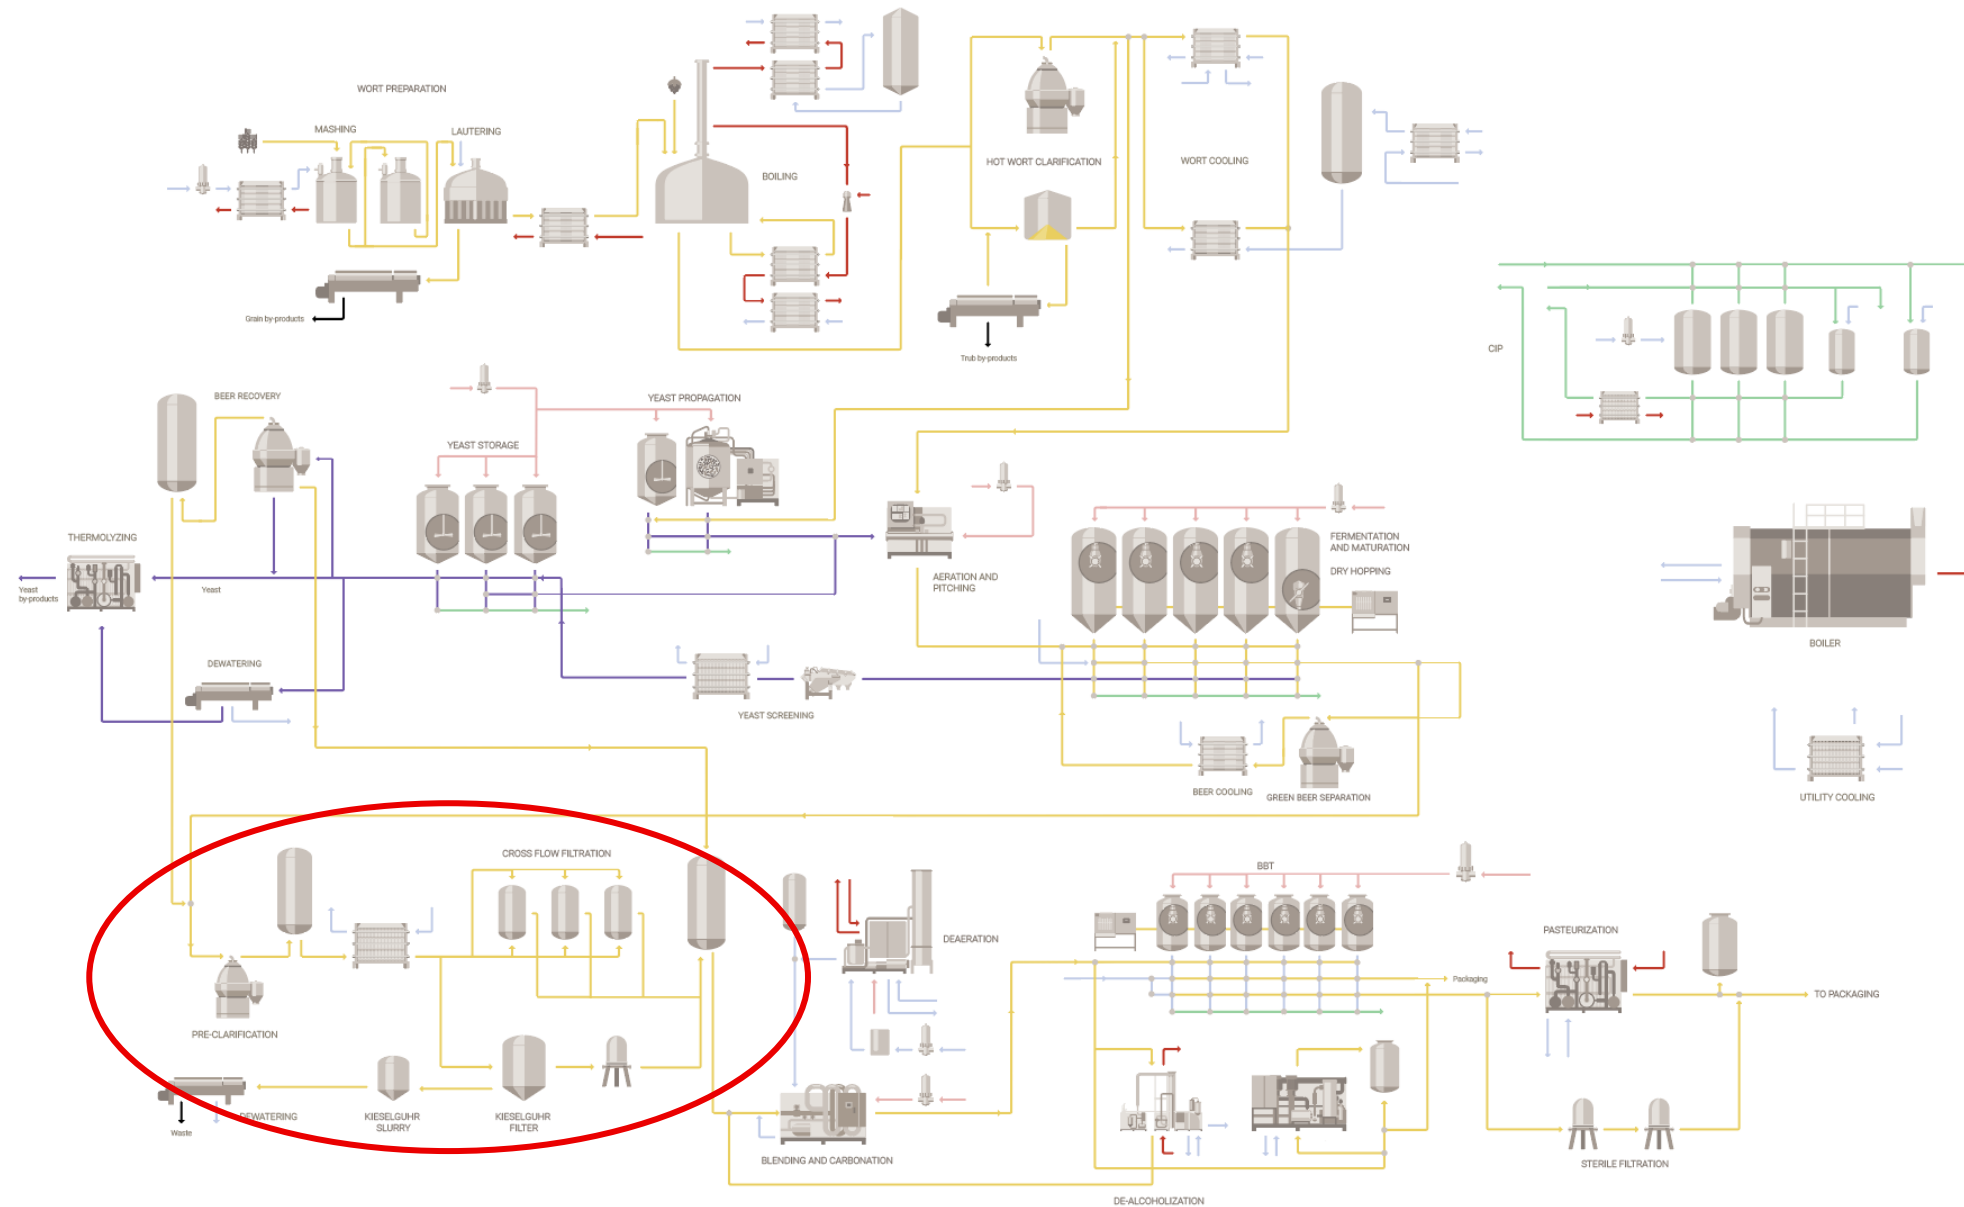 WORT PREPARATION
MASHING
LAUTERING
BOILING
HOT WORT CLARIFICATION
WORT COOLING
Grain by-products
Trub by-products
CIP
BEER RECOVERY
YEAST STORAGE
YEAST PROPAGATION
THERMOLYZING
Yeast
by-products
Yeast
AERATION AND
PITCHING
FERMENTATION
AND MATURATION
DRY HOPPING
BOILER
DEWATERING
YEAST SCREENING
BEER COOLING
GREEN BEER SEPARATION
UTILITY COOLING
CROSS FLOW FILTRATION
BBT
DEAERATION
PASTEURIZATION
Packaging
TO PACKAGING
PRE-CLARIFICATION
DEWATERING
Waste
KIESELGUHR
SLURRY
KIESELGUHR
FILTER
BLENDING AND CARBONATION
DE-ALCOHOLIZATION
STERILE FILTRATION